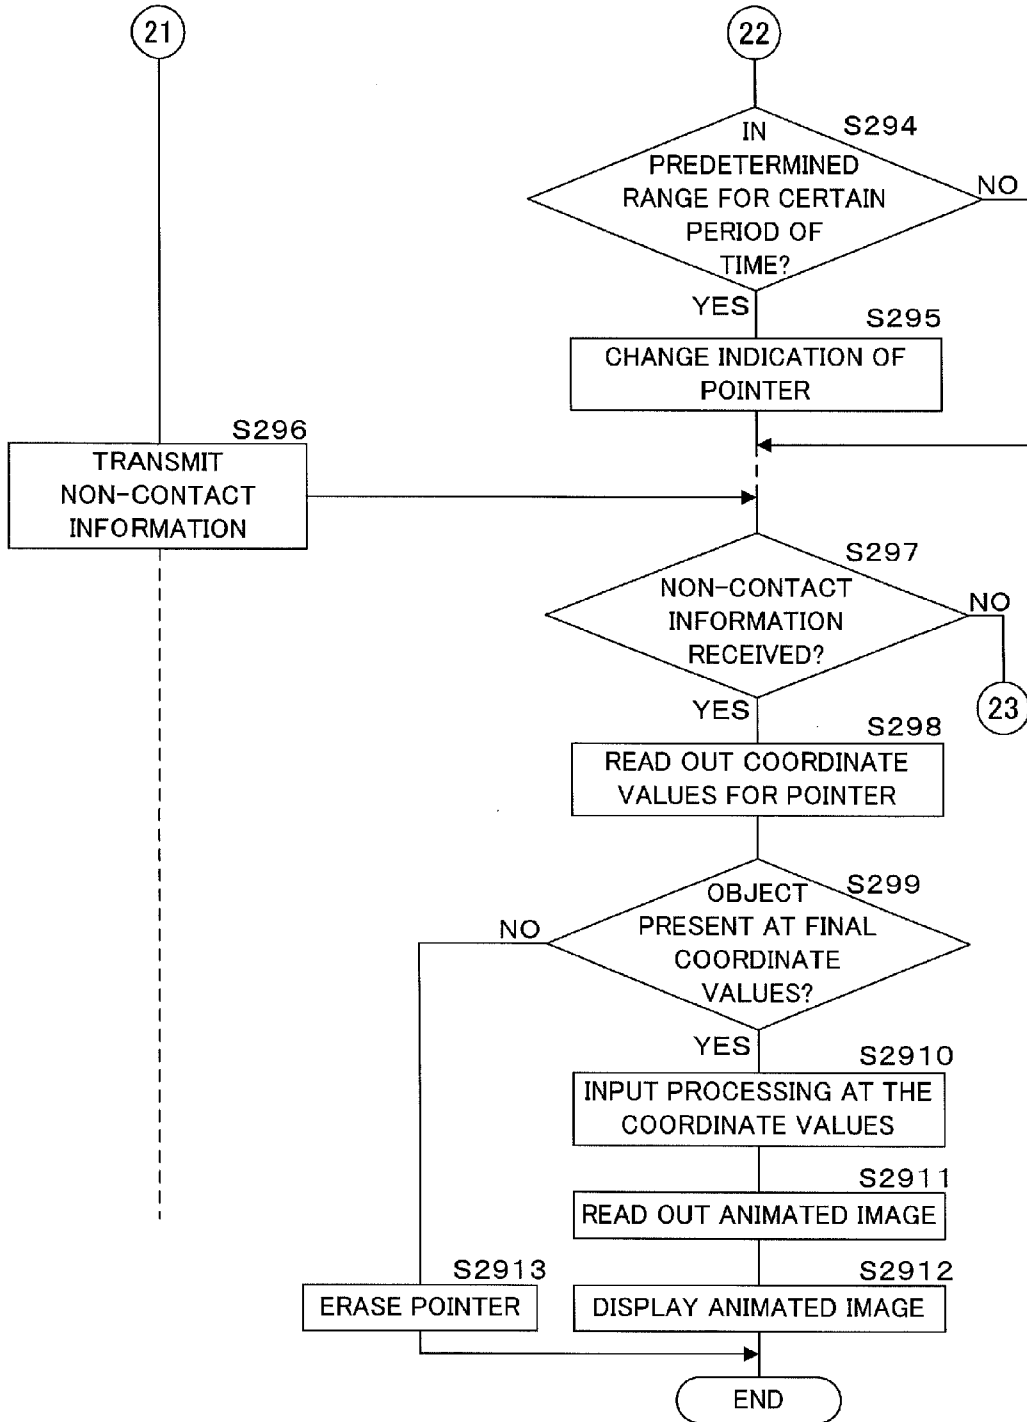 21
22
S294
IN
PREDETERMINED
RANGE FOR CERTAIN
PERIOD OF
TIME?
NO
YES
S295
CHANGE INDICATION OF
POINTER
S296
TRANSMIT
NON-CONTACT
INFORMATION
S297
NON-CONTACT
INFORMATION
RECEIVED?
NO
23
YES
S298
READ OUT COORDINATE
VALUES FOR POINTER
S299
OBJECT
PRESENT AT FINAL
COORDINATE
VALUES?
NO
YES
S2910
INPUT PROCESSING AT THE
COORDINATE VALUES
S2911
READ OUT ANIMATED IMAGE
S2913
ERASE POINTER
S2912
DISPLAY ANIMATED IMAGE
END